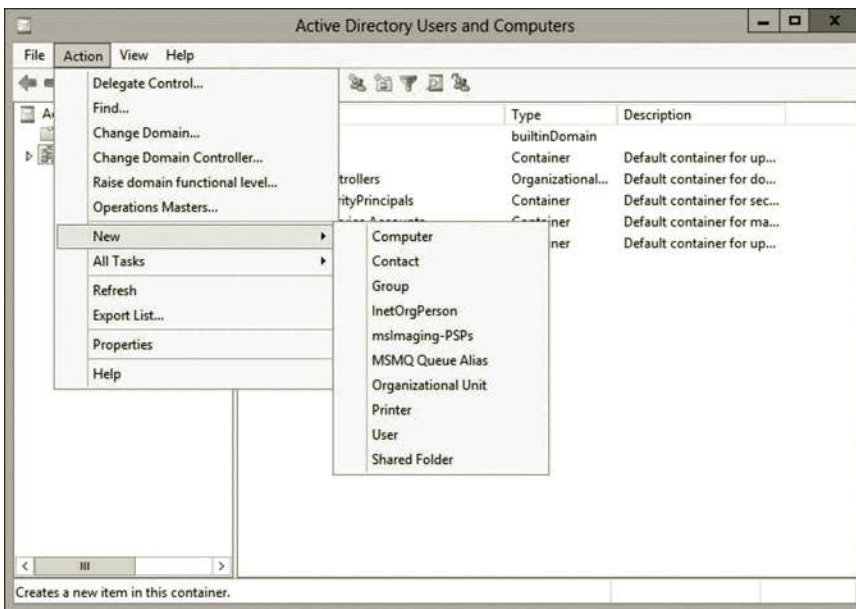 Active Directory Users and Computers
File Action View Help
Delegate Control...
Find...
Change Domain...
Change Domain Controller...
Raise domain functional level...
Operations Masters...
New
All Tasks
Refresh
Export List...
Properties
Help
Computer
Contact
Group
InetOrgPerson
msImaging-PSPs
MSMQ Queue Alias
Organizational Unit
Printer
User
Shared Folder
Type Description
builtinDomain
Container Default container for up...
trollers Organizational... Default container for do...
rityPrincipals Container Default container for sec...
Default container for ma...
ner Default container for up...
Creates a new item in this container.